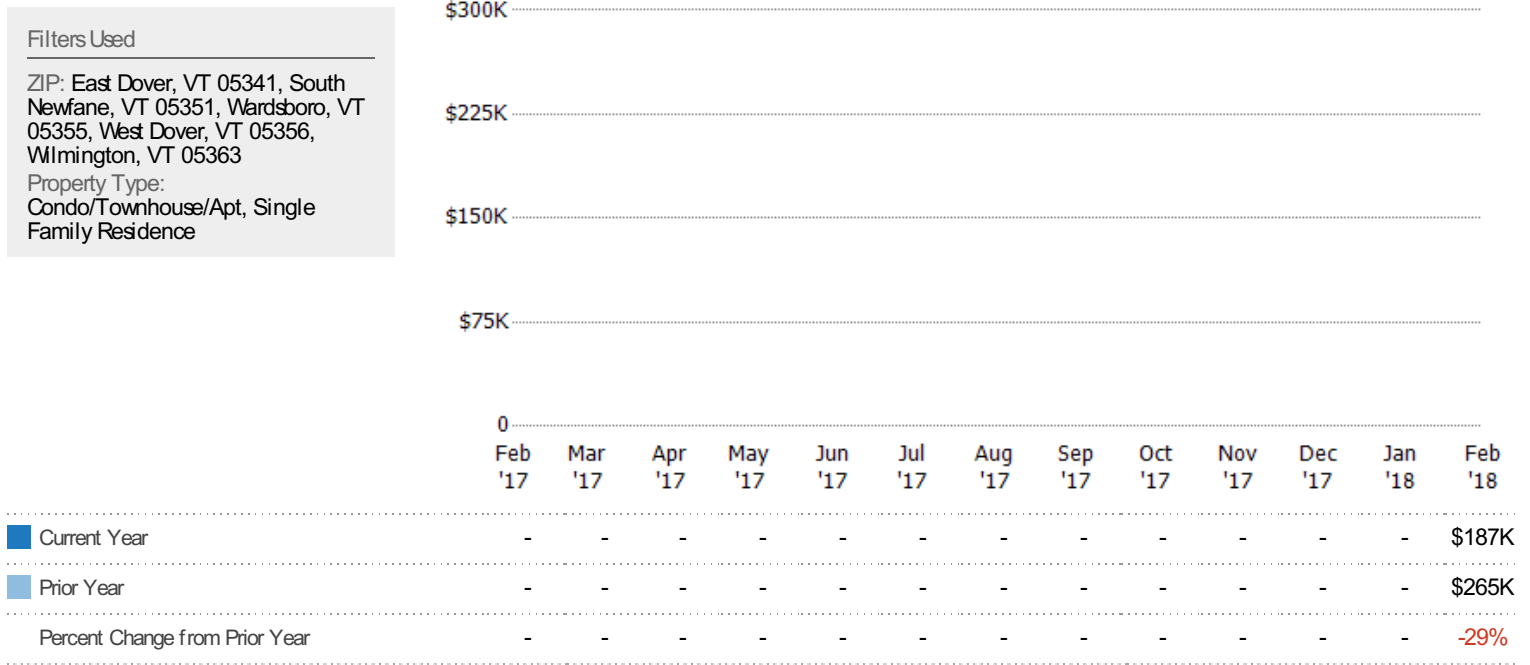 Filters Used
ZIP: East Dover, VT 05341, South
Newfane, VT 05351, Wardsboro, VT
05355, West Dover, VT 05356,
Wilmington, VT 05363
Property Type:
Condo/Townhouse/Apt, Single
Family Residence
$300K
$225K
$150K
$75K
0
Feb Mar Apr May Jun Jul Aug Sep Oct Nov Dec Jan Feb
'17 '17 '17 '17 '17 '17 '17 '17 '17 '17 '17 '18 '18
Current Year - - - - - - - - - - - - $187K
Prior Year - - - - - - - - - - - - $265K
Percent Change from Prior Year - - - - - - - - - - - - -29%